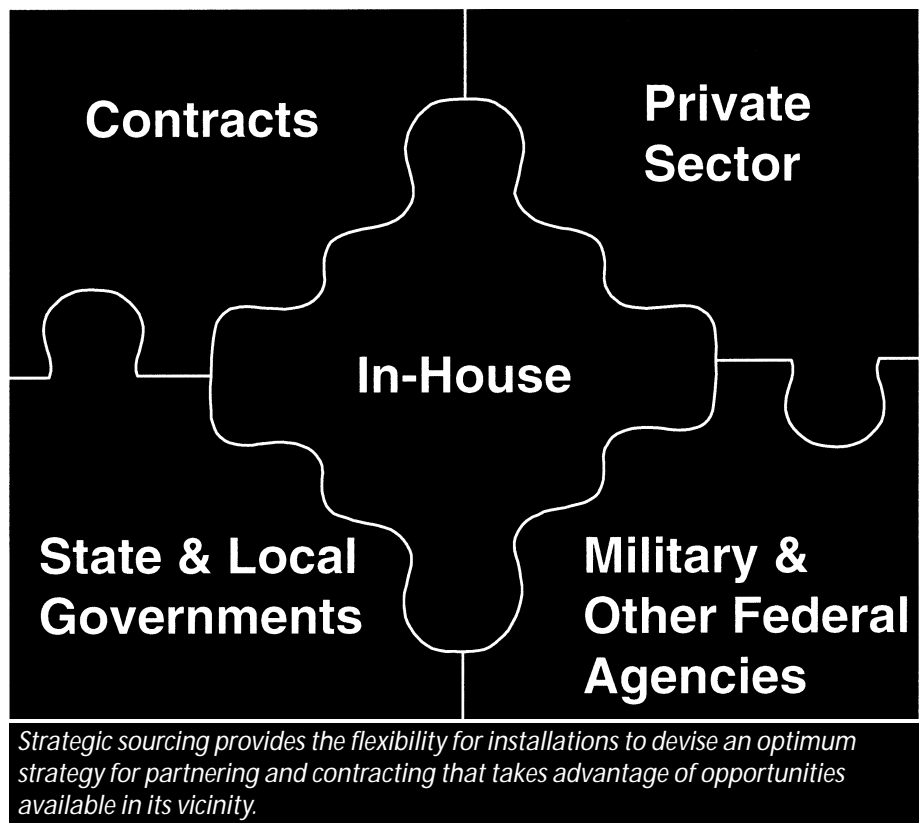 Contracts
Private
Sector
In-House
State & Local
Governments
Military &
Other Federal
Agencies
Strategic sourcing provides the flexibility for installations to devise an optimum
strategy for partnering and contracting that takes advantage of opportunities
available in its vicinity.